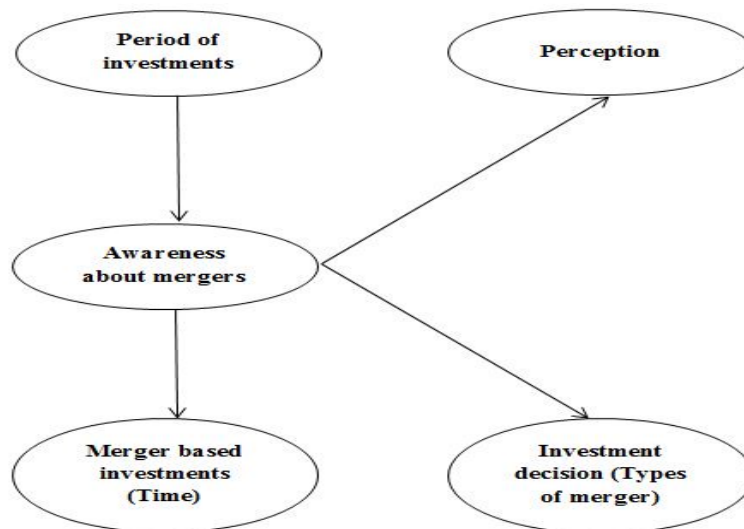 Period of
investments
Perception
Awareness
about mergers
Merger based
investments
(Time)
Investment
decision (Types
of merger)